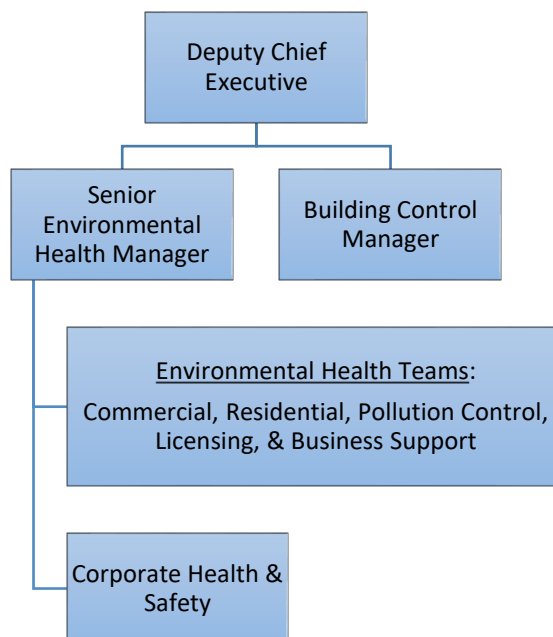 Deputy Chief
Executive
Senior
Environmental
Health Manager
Building Control
Manager
Environmental Health Teams:
Commercial, Residential, Pollution Control,
Licensing, & Business Support
Corporate Health &
Safety